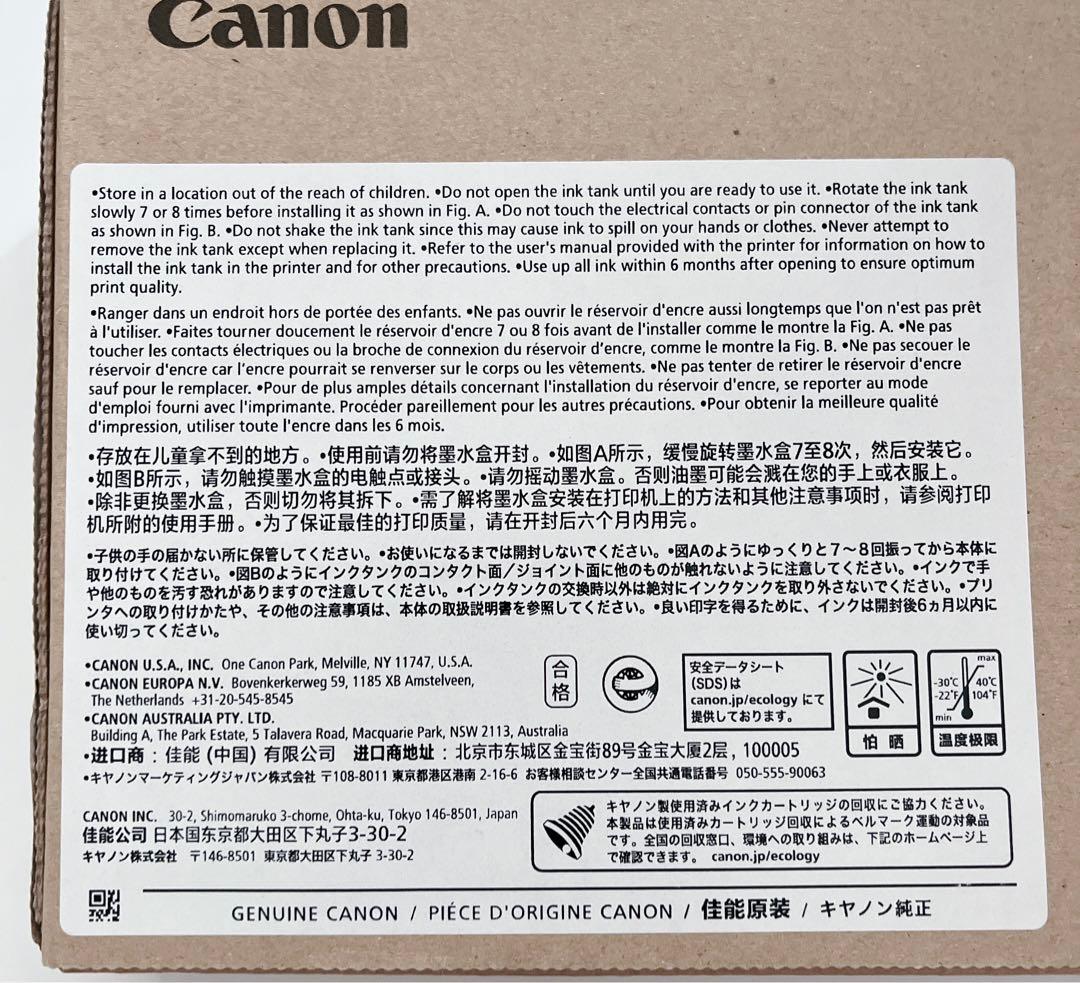 Canon
•Store in a location out of the reach of children. •Do not open the ink tank until you are ready to use it. •Rotate the ink tank
slowly 7 or 8 times before installing it as shown in Fig. A. •Do not touch the electrical contacts or pin connector of the ink tank
as shown in Fig. B. •Do not shake the ink tank since this may cause ink to spill on your hands or clothes. •Never attempt to
remove the ink tank except when replacing it. •Refer to the user's manual provided with the printer for information on how to
install the ink tank in the printer and for other precautions. •Use up all ink within 6 months after opening to ensure optimum
print quality.
•Ranger dans un endroit hors de portée des enfants. •Ne pas ouvrir le réservoir d'encre aussi longtemps que l'on n'est pas prêt
à l'utiliser. •Faites tourner doucement le réservoir d'encre 7 ou 8 fois avant de l'installer comme le montre la Fig. A. •Ne pas
toucher les contacts électriques ou la broche de connexion du réservoir d'encre, comme le montre la Fig. B. •Ne pas secouer le
réservoir d'encre car l'encre pourrait se renverser sur le corps ou les vêtements. •Ne pas tenter de retirer le réservoir d'encre
sauf pour le remplacer. •Pour de plus amples détails concernant l'installation du réservoir d'encre, se reporter au mode
d'emploi fourni avec l'imprimante. Procéder pareillement pour les autres précautions. •Pour obtenir la meilleure qualité
d'impression, utiliser toute l'encre dans les 6 mois.
•存放在儿童拿不到的地方。•使用前请勿将墨水盒开封。•如图A所示，缓慢旋转墨水盒7至8次，然后安装它。
•如图B所示，请勿触摸墨水盒的电触点或接头。•请勿摇动墨水盒。否则油墨可能会溅在您的手上或衣服上。
•除非更换墨水盒，否则切勿将其拆下。•需了解将墨水盒安装在打印机上的方法和其他注意事项时，请参阅打印
机所附的使用手册。•为了保证最佳的打印质量，请在开封后六个月内用完。
•子供の手の届かない所に保管してください。•お使いになるまでは開封しないでください。•図Aのようにゆっくりと7〜8回振ってから本体に
取り付けてください。•図Bのようにインクタンクのコンタクト面／ジョイント面に他のものが触れないように注意してください。•インクで手
や他のものを汚す恐れがありますので注意してください。•インクタンクの交換時以外は絶対にインクタンクを取り外さないでください。•プリ
ンタへの取り付けかたや、その他の注意事項は、本体の取扱説明書を参照してください。•良い印字を得るために、インクは開封後6ヵ月以内に
使い切ってください。
•CANON U.S.A., INC. One Canon Park, Melville, NY 11747, U.S.A.
•CANON EUROPA N.V. Bovenkerkerweg 59, 1185 XB Amstelveen,
The Netherlands +31-20-545-8545
•CANON AUSTRALIA PTY. LTD.
Building A, The Park Estate, 5 Talavera Road, Macquarie Park, NSW 2113, Australia
•进口商：佳能（中国）有限公司 进口商地址：北京市东城区金宝街89号金宝大厦2层，100005
•キヤノンマーケティングジャパン株式会社 〒108-8011 東京都港区港南 2-16-6 お客様相談センター全国共通電話番号 050-555-90063
合
格
安全データシート
(SDS)は
canon.jp/ecology にて
提供しております。
怕 晒
max
-30℃ 40℃
-22℉ 104℉
min
温度极限
CANON INC. 30-2, Shimomaruko 3-chome, Ohta-ku, Tokyo 146-8501, Japan
佳能公司 日本国东京都大田区下丸子3-30-2
キヤノン株式会社 〒146-8501 東京都大田区下丸子 3-30-2
キヤノン製使用済みインクカートリッジの回収にご協力ください。
本製品は使用済みカートリッジ回収によるベルマーク運動の対象品
です。全国の回収窓口、環境への取り組みは、下記のホームページ上
で確認できます。 canon.jp/ecology
GENUINE CANON / PIÉCE D'ORIGINE CANON / 佳能原装 / キヤノン純正